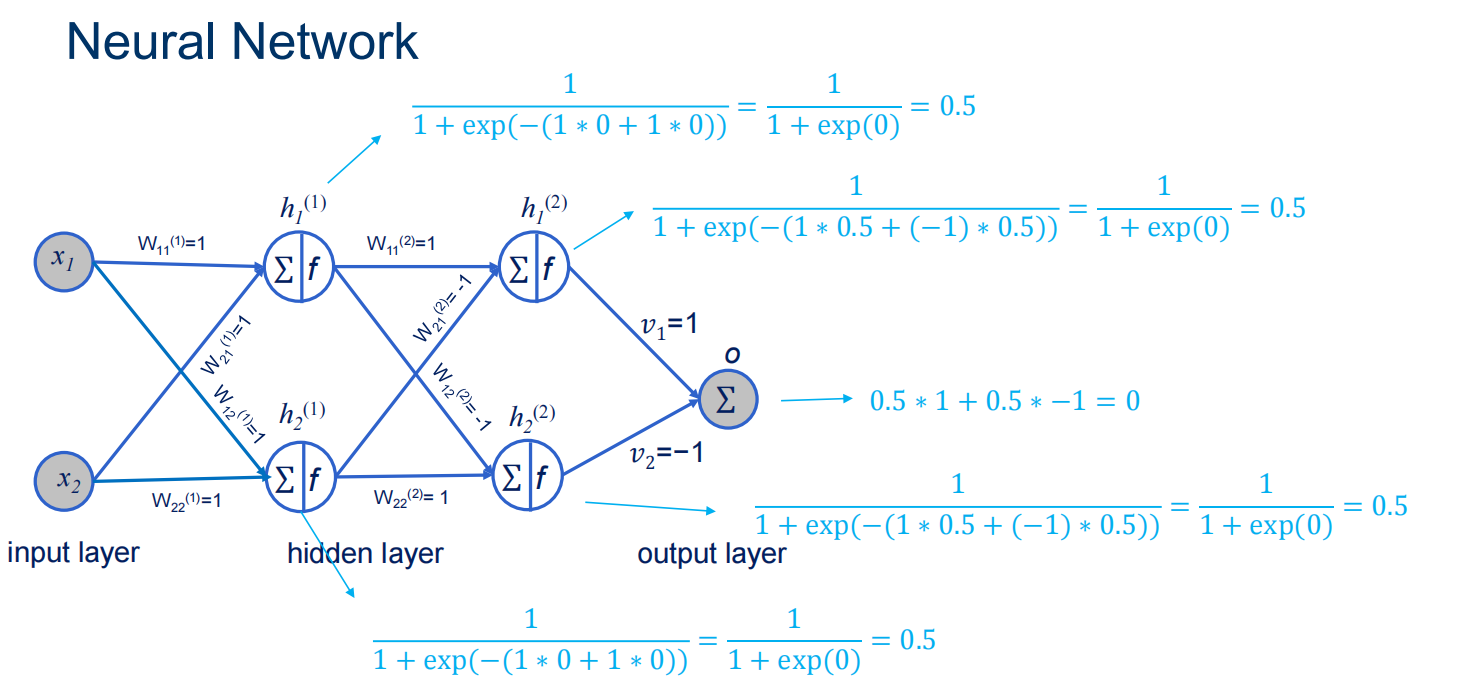 Neural Network
1/(1 + exp(−(1 ∗ 0 + 1 ∗ 0))) = 1/(1 + exp(0)) = 0.5
1/(1 + exp(−(1 ∗ 0.5 + (−1) ∗ 0.5))) = 1/(1 + exp(0)) = 0.5
h₁⁽¹⁾
h₁⁽²⁾
x₁
W₁₁⁽¹⁾=1
Σ f
W₁₁⁽²⁾=1
Σ f
W₂₁⁽¹⁾=1
W₂₁⁽²⁾= -1
v₁=1
o
Σ
0.5 ∗ 1 + 0.5 ∗ −1 = 0
W₁₂⁽¹⁾=1
W₁₂⁽²⁾= -1
h₂⁽¹⁾
h₂⁽²⁾
v₂=−1
x₂
W₂₂⁽¹⁾=1
Σ f
W₂₂⁽²⁾= 1
Σ f
1/(1 + exp(−(1 ∗ 0.5 + (−1) ∗ 0.5))) = 1/(1 + exp(0)) = 0.5
input layer
hidden layer
output layer
1/(1 + exp(−(1 ∗ 0 + 1 ∗ 0))) = 1/(1 + exp(0)) = 0.5